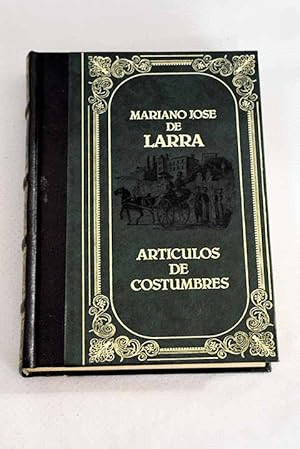 MARIANO JOSE
DE
LARRA
ARTICULOS
DE
COSTUMBRES